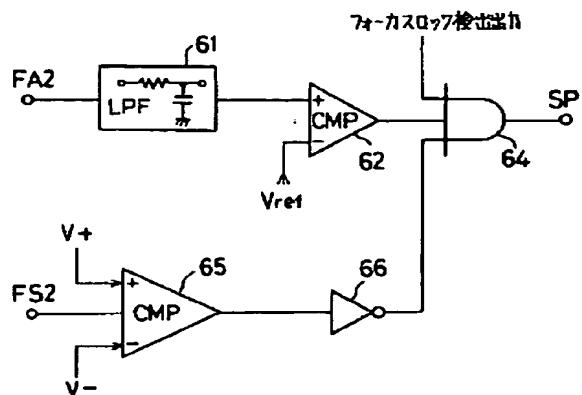 フォーカスロック検出出力
61
FA2
LPF
SP
+
CMP
-
62
64
Vref
V+
65
66
FS2
+
CMP
-
V-